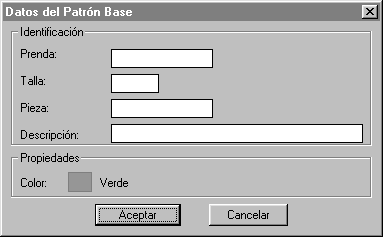 Datos del Patrón Base
Identificación
Prenda:
Talla:
Pieza:
Descripción:
Propiedades
Color: Verde
Aceptar Cancelar